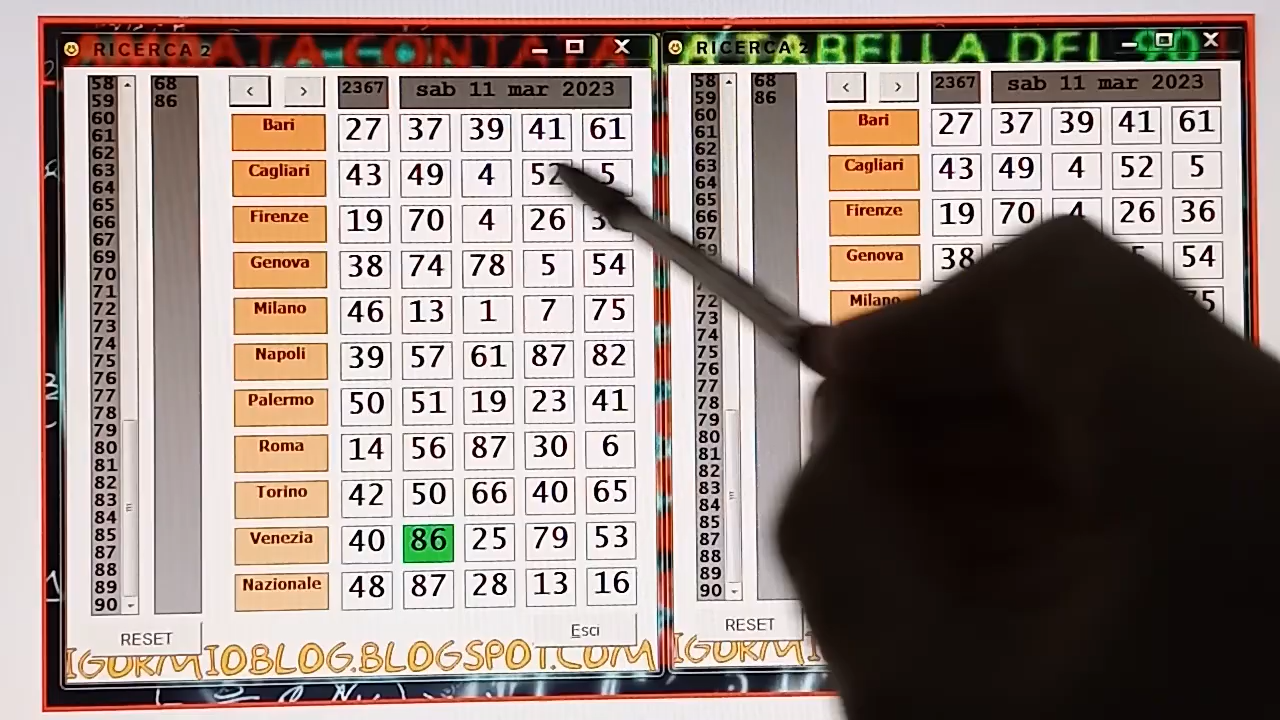 RICERCA 2
58 68
59 86
60
61
62
63
64
65
66
67
69
70
71
72
73
74
75
76
77
78
79
80
81
82
83
84
85
87
88
89
90
RESET
< > 2367 sab 11 mar 2023
Bari 27 37 39 41 61
Cagliari 43 49 4 52 5
Firenze 19 70 4 26
Genova 38 74 78 5 54
Milano 46 13 1 7 75
Napoli 39 57 61 87 82
Palermo 50 51 19 23 41
Roma 14 56 87 30 6
Torino 42 50 66 40 65
Venezia 40 86 25 79 53
Nazionale 48 87 28 13 16
Esci
IGORMIOBLOG.BLOGSPOT.COM
RICERCA 2
TABELLA DEL 90
58 68
59 86
60
61
62
63
64
65
66
67
69
72
73
74
75
76
77
78
79
80
81
82
83
84
85
87
88
89
90
RESET
< > 2367 sab 11 mar 2023
Bari 27 37 39 41 61
Cagliari 43 49 4 52 5
Firenze 19 70 4 26 36
Genova 38 54
Milano 75
IGORM